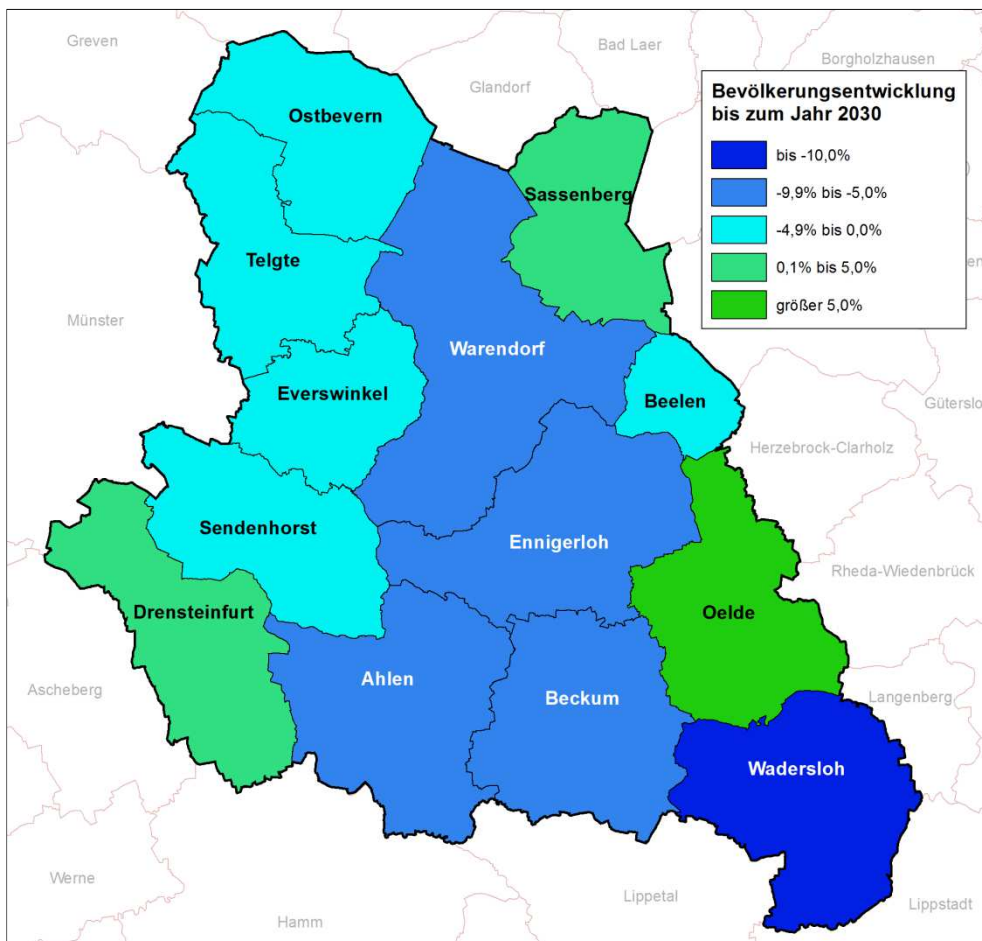 Greven
Bad Laer
Borgholzhausen
Glandorf
Ostbevern
Bevölkerungsentwicklung
bis zum Jahr 2030
bis -10,0%
-9,9% bis -5,0%
-4,9% bis 0,0%
0,1% bis 5,0%
größer 5,0%
Sassenberg
Telgte
en
Münster
Warendorf
Everswinkel
Beelen
Güterslo
Herzebrock-Clarholz
Sendenhorst
Ennigerloh
Rheda-Wiedenbrück
Drensteinfurt
Oelde
Ahlen
Ascheberg
Beckum
Langenberg
Wadersloh
Werne
Lippetal
Lippstadt
Hamm